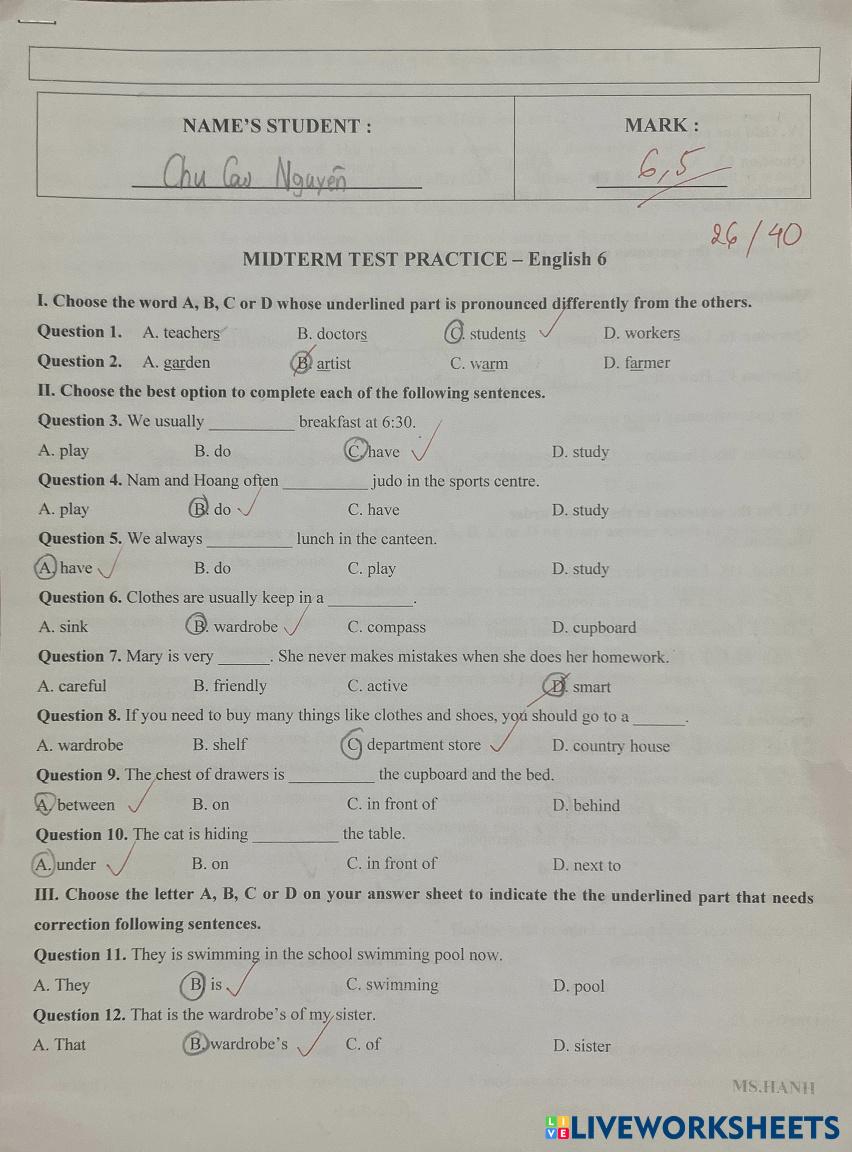 NAME'S STUDENT :
Chu Cao Nguyên
MARK :
6,5
26 / 40
MIDTERM TEST PRACTICE – English 6
I. Choose the word A, B, C or D whose underlined part is pronounced differently from the others.
Question 1. A. teachers B. doctors C. students D. workers
Question 2. A. garden B. artist C. warm D. farmer
II. Choose the best option to complete each of the following sentences.
Question 3. We usually __________ breakfast at 6:30.
A. play B. do C. have D. study
Question 4. Nam and Hoang often __________ judo in the sports centre.
A. play B. do C. have D. study
Question 5. We always __________ lunch in the canteen.
A. have B. do C. play D. study
Question 6. Clothes are usually keep in a __________.
A. sink B. wardrobe C. compass D. cupboard
Question 7. Mary is very ______. She never makes mistakes when she does her homework.
A. careful B. friendly C. active D. smart
Question 8. If you need to buy many things like clothes and shoes, you should go to a ______.
A. wardrobe B. shelf C. department store D. country house
Question 9. The chest of drawers is __________ the cupboard and the bed.
A. between B. on C. in front of D. behind
Question 10. The cat is hiding __________ the table.
A. under B. on C. in front of D. next to
III. Choose the letter A, B, C or D on your answer sheet to indicate the the underlined part that needs
correction following sentences.
Question 11. They is swimming in the school swimming pool now.
A. They B. is C. swimming D. pool
Question 12. That is the wardrobe's of my sister.
A. That B. wardrobe's C. of D. sister
MS.HANH
LIVE LIVEWORKSHEETS